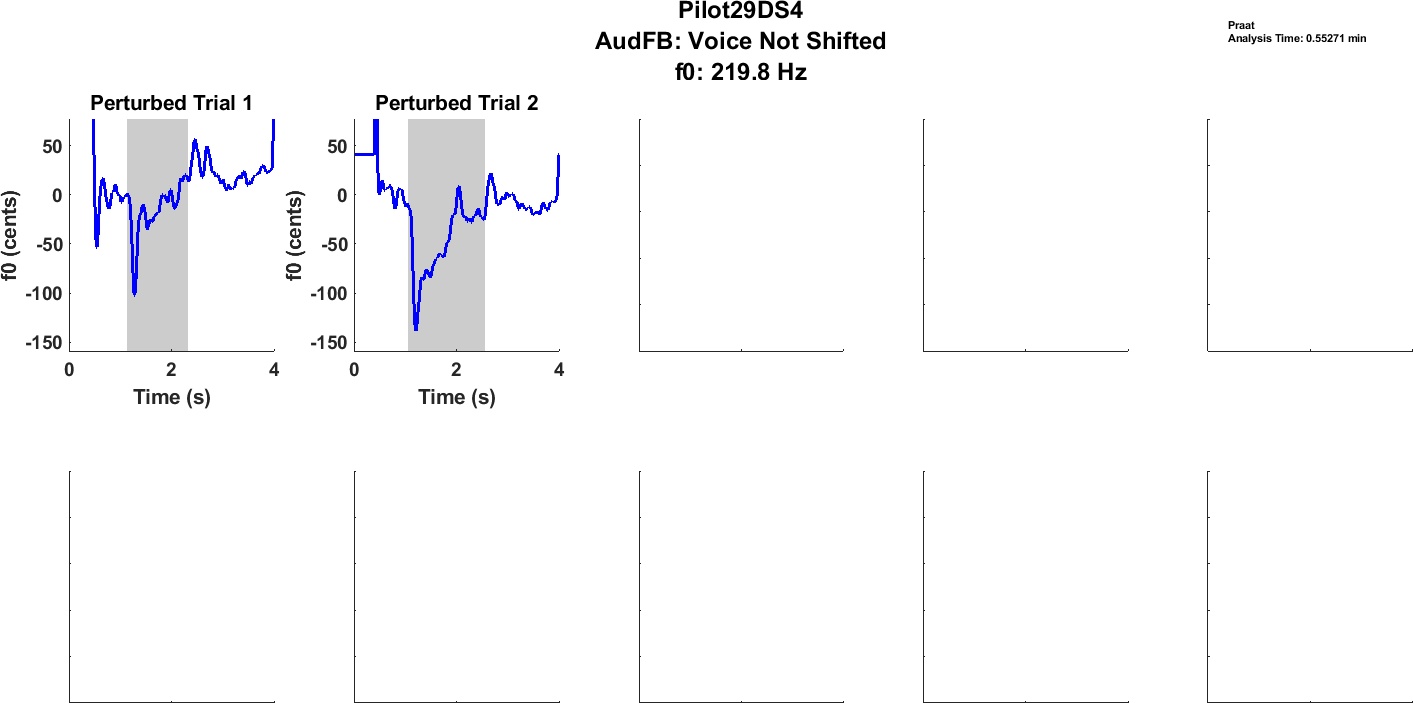 Pilot29DS4
AudFB: Voice Not Shifted
f0: 219.8 Hz
Praat
Analysis Time: 0.55271 min
Perturbed Trial 1
50
0
-50
-100
-150
f0 (cents)
0 2 4
Time (s)
Perturbed Trial 2
50
0
-50
-100
-150
f0 (cents)
0 2 4
Time (s)